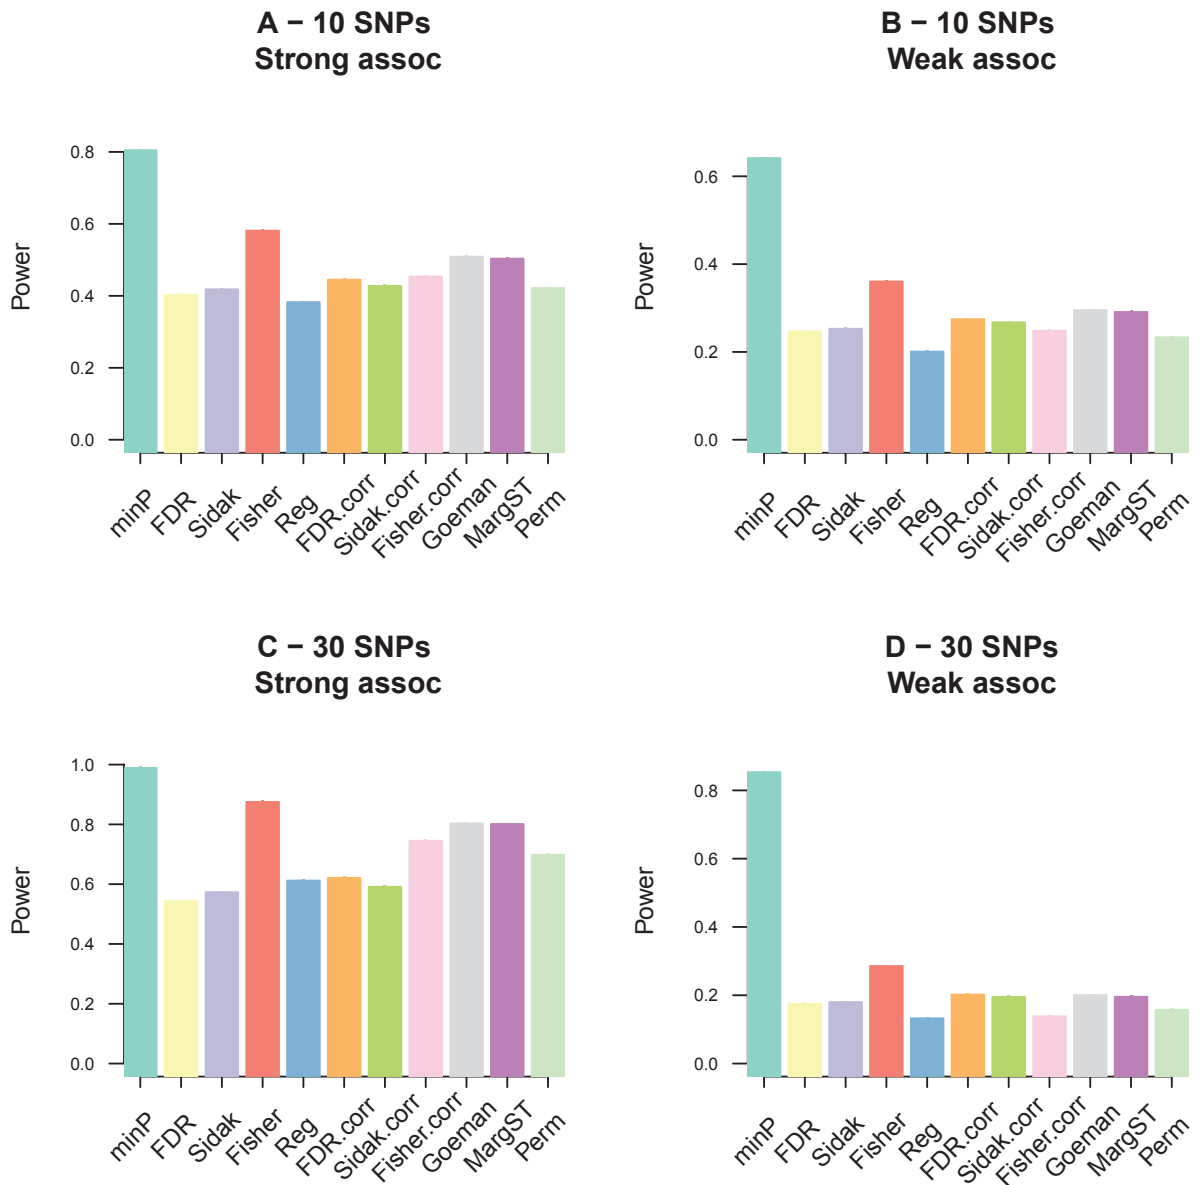 A − 10 SNPs
Strong assoc
Power
0.8
0.6
0.4
0.2
0.0
minP
FDR
Sidak
Fisher
Reg
FDR.corr
Sidak.corr
Fisher.corr
Goeman
MargST
Perm
B − 10 SNPs
Weak assoc
Power
0.6
0.4
0.2
0.0
minP
FDR
Sidak
Fisher
Reg
FDR.corr
Sidak.corr
Fisher.corr
Goeman
MargST
Perm
C − 30 SNPs
Strong assoc
Power
1.0
0.8
0.6
0.4
0.2
0.0
minP
FDR
Sidak
Fisher
Reg
FDR.corr
Sidak.corr
Fisher.corr
Goeman
MargST
Perm
D − 30 SNPs
Weak assoc
Power
0.8
0.6
0.4
0.2
0.0
minP
FDR
Sidak
Fisher
Reg
FDR.corr
Sidak.corr
Fisher.corr
Goeman
MargST
Perm